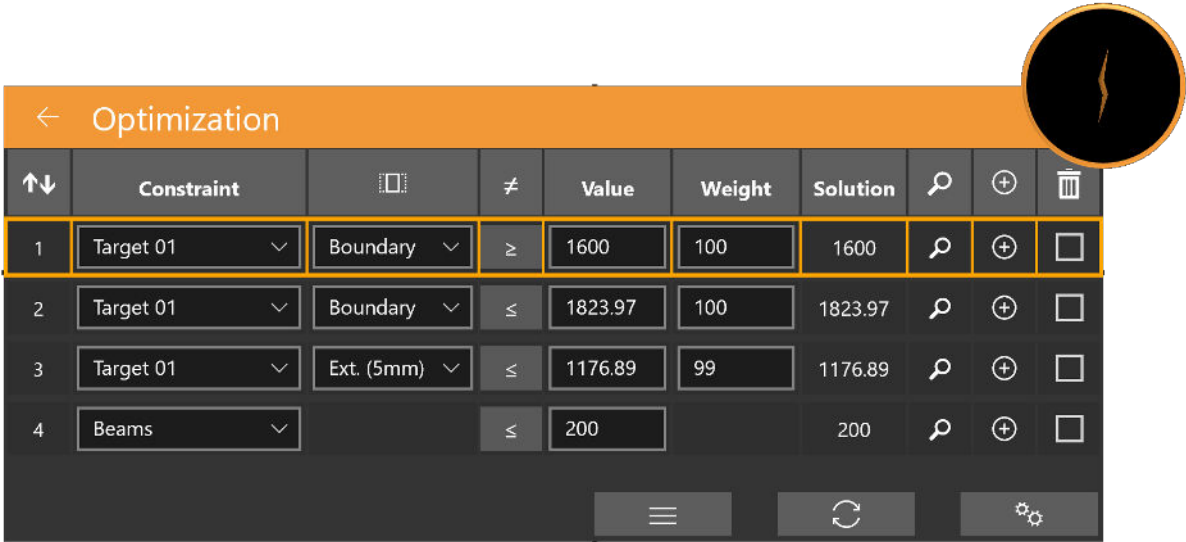 Optimization
Constraint ≠ Value Weight Solution
1 Target 01 Boundary ≥ 1600 100 1600
2 Target 01 Boundary ≤ 1823.97 100 1823.97
3 Target 01 Ext. (5mm) ≤ 1176.89 99 1176.89
4 Beams ≤ 200 200